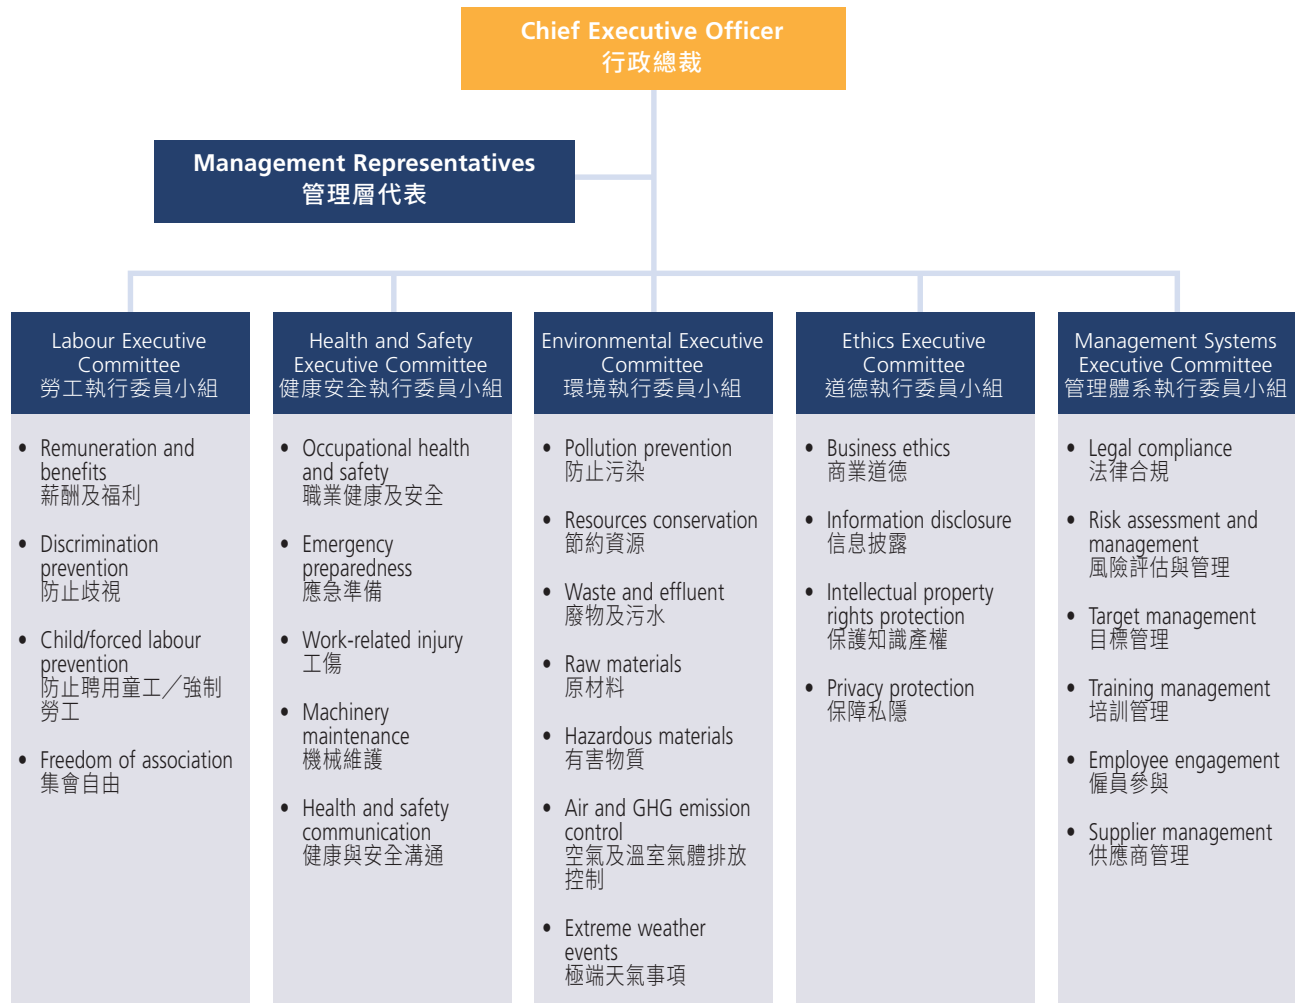 Chief Executive Officer
行政總裁
Management Representatives
管理層代表
Labour Executive
Committee
勞工執行委員小組
• Remuneration and
benefits
薪酬及福利
• Discrimination
prevention
防止歧視
• Child/forced labour
prevention
防止聘用童工／強制
勞工
• Freedom of association
集會自由
Health and Safety
Executive Committee
健康安全執行委員小組
• Occupational health
and safety
職業健康及安全
• Emergency
preparedness
應急準備
• Work-related injury
工傷
• Machinery
maintenance
機械維護
• Health and safety
communication
健康與安全溝通
Environmental Executive
Committee
環境執行委員小組
• Pollution prevention
防止污染
• Resources conservation
節約資源
• Waste and effluent
廢物及污水
• Raw materials
原材料
• Hazardous materials
有害物質
• Air and GHG emission
control
空氣及溫室氣體排放
控制
• Extreme weather
events
極端天氣事項
Ethics Executive
Committee
道德執行委員小組
• Business ethics
商業道德
• Information disclosure
信息披露
• Intellectual property
rights protection
保護知識產權
• Privacy protection
保障私隱
Management Systems
Executive Committee
管理體系執行委員小組
• Legal compliance
法律合規
• Risk assessment and
management
風險評估與管理
• Target management
目標管理
• Training management
培訓管理
• Employee engagement
僱員參與
• Supplier management
供應商管理